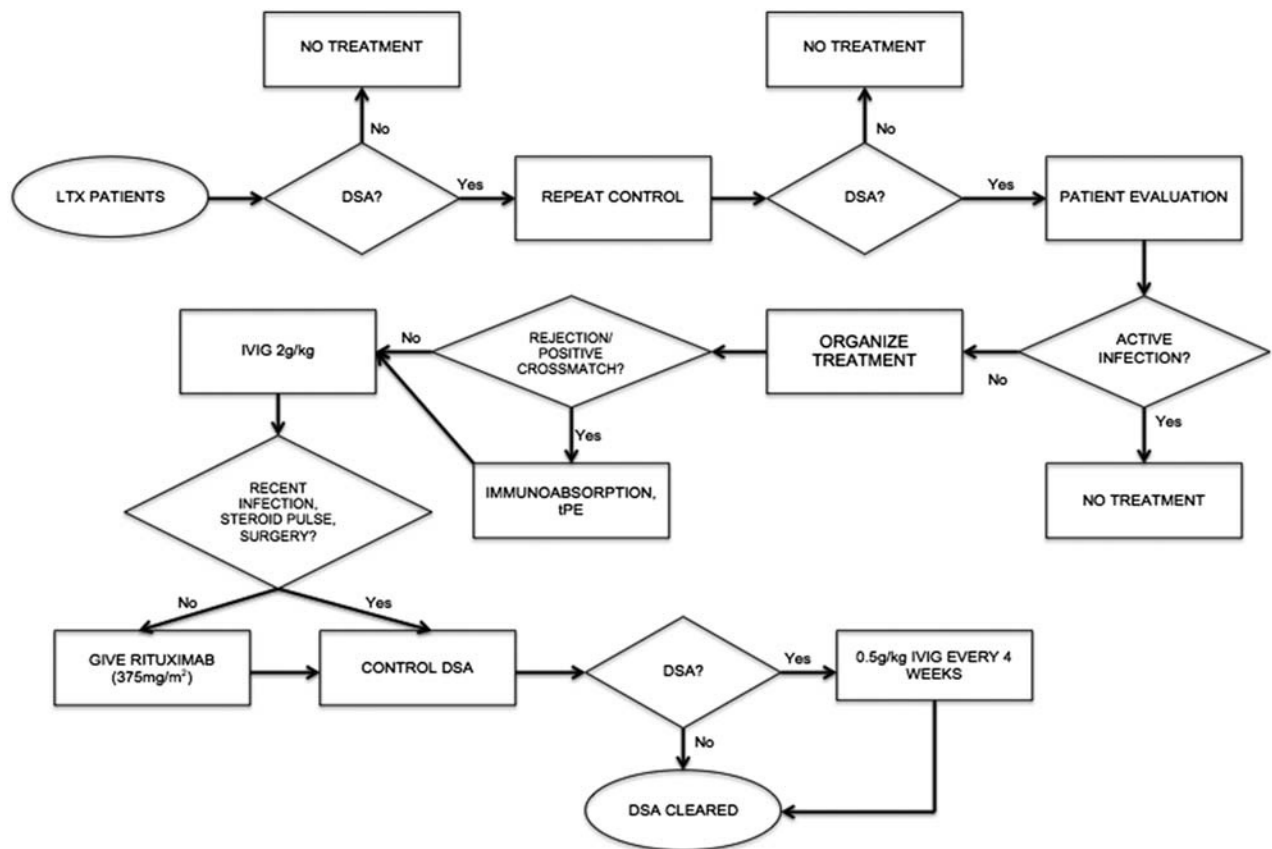 NO TREATMENT
NO TREATMENT
No
No
LTX PATIENTS
DSA?
Yes
REPEAT CONTROL
DSA?
Yes
PATIENT EVALUATION
IVIG 2g/kg
No
REJECTION/
POSITIVE
CROSSMATCH?
ORGANIZE
TREATMENT
No
ACTIVE
INFECTION?
Yes
Yes
RECENT
INFECTION,
STEROID PULSE,
SURGERY?
IMMUNOABSORPTION,
tPE
NO TREATMENT
No
Yes
GIVE RITUXIMAB
(375mg/m²)
CONTROL DSA
DSA?
Yes
0.5g/kg IVIG EVERY 4
WEEKS
No
DSA CLEARED